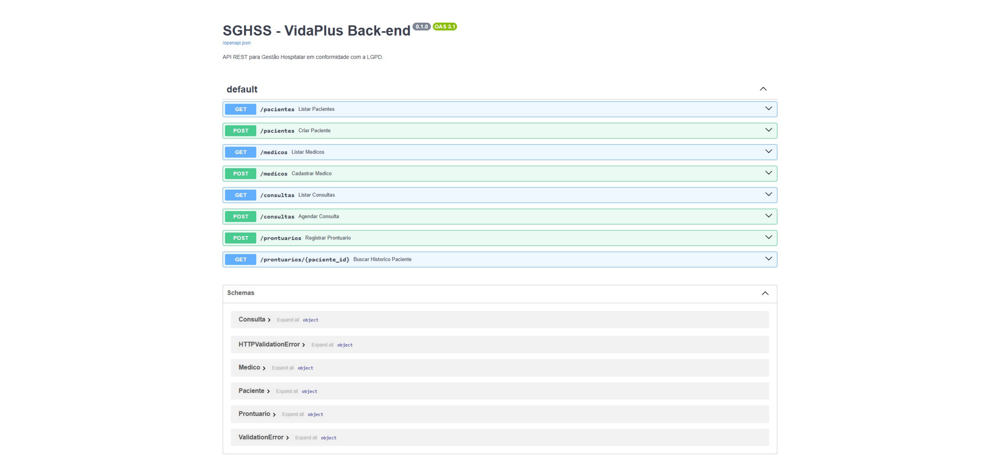 SGHSS - VidaPlus Back-end 0.1.0 OAS 3.1
/openapi.json
API REST para Gestão Hospitalar em conformidade com a LGPD.
default
GET /pacientes Listar Pacientes
POST /pacientes Criar Paciente
GET /medicos Listar Medicos
POST /medicos Cadastrar Medico
GET /consultas Listar Consultas
POST /consultas Agendar Consulta
POST /prontuarios Registrar Prontuario
GET /prontuarios/{paciente_id} Buscar Historico Paciente
Schemas
Consulta Expand all object
HTTPValidationError Expand all object
Medico Expand all object
Paciente Expand all object
Prontuario Expand all object
ValidationError Expand all object